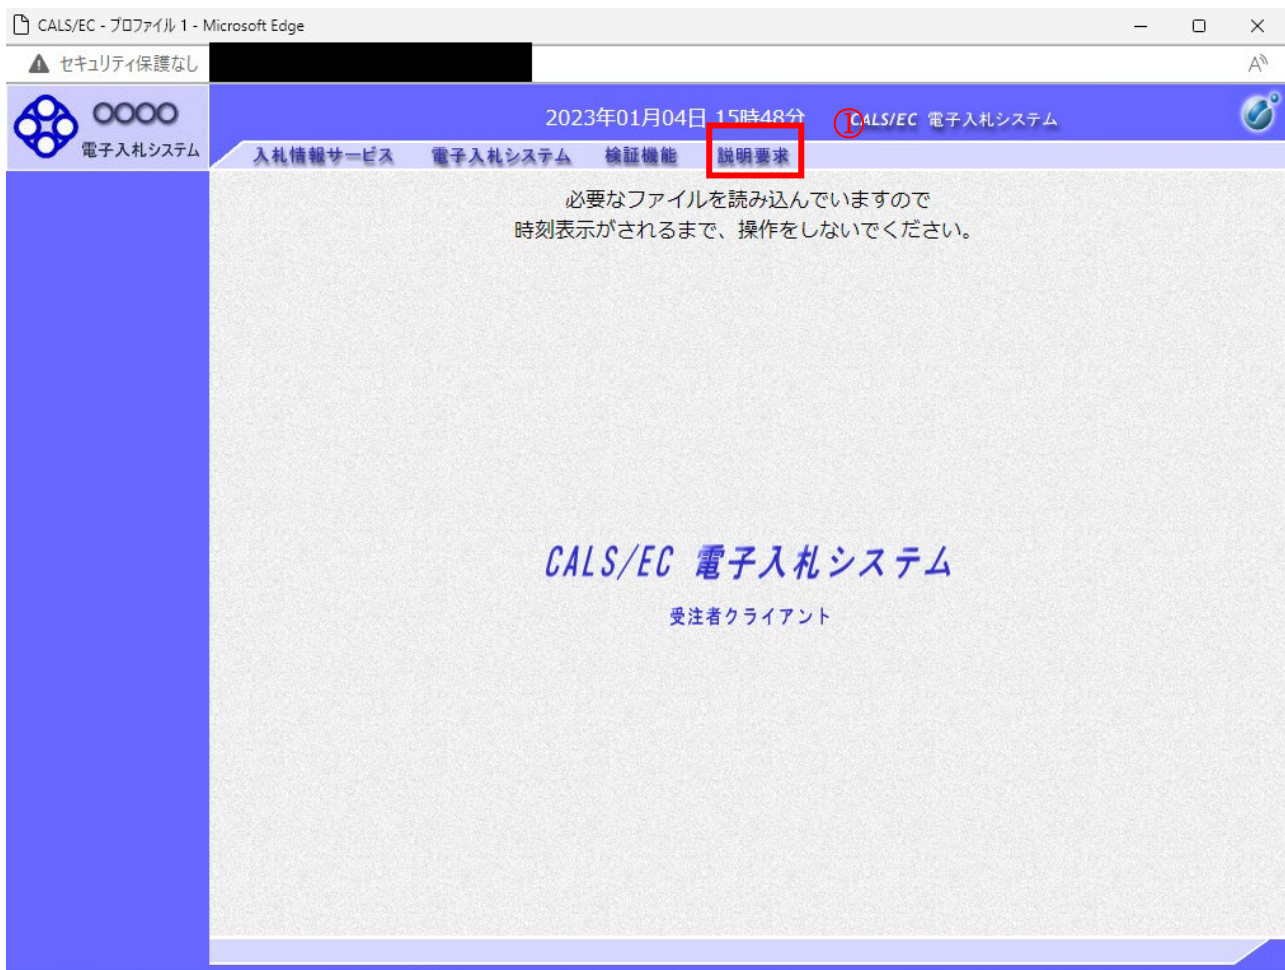 CALS/EC - プロファイル 1 - Microsoft Edge
セキュリティ保護なし
○○○○
電子入札システム
2023年01月04日 15時48分
①
CALS/EC 電子入札システム
入札情報サービス 電子入札システム 検証機能 説明要求
必要なファイルを読み込んでいますので
時刻表示がされるまで、操作をしないでください。
CALS/EC 電子入札システム
受注者クライアント